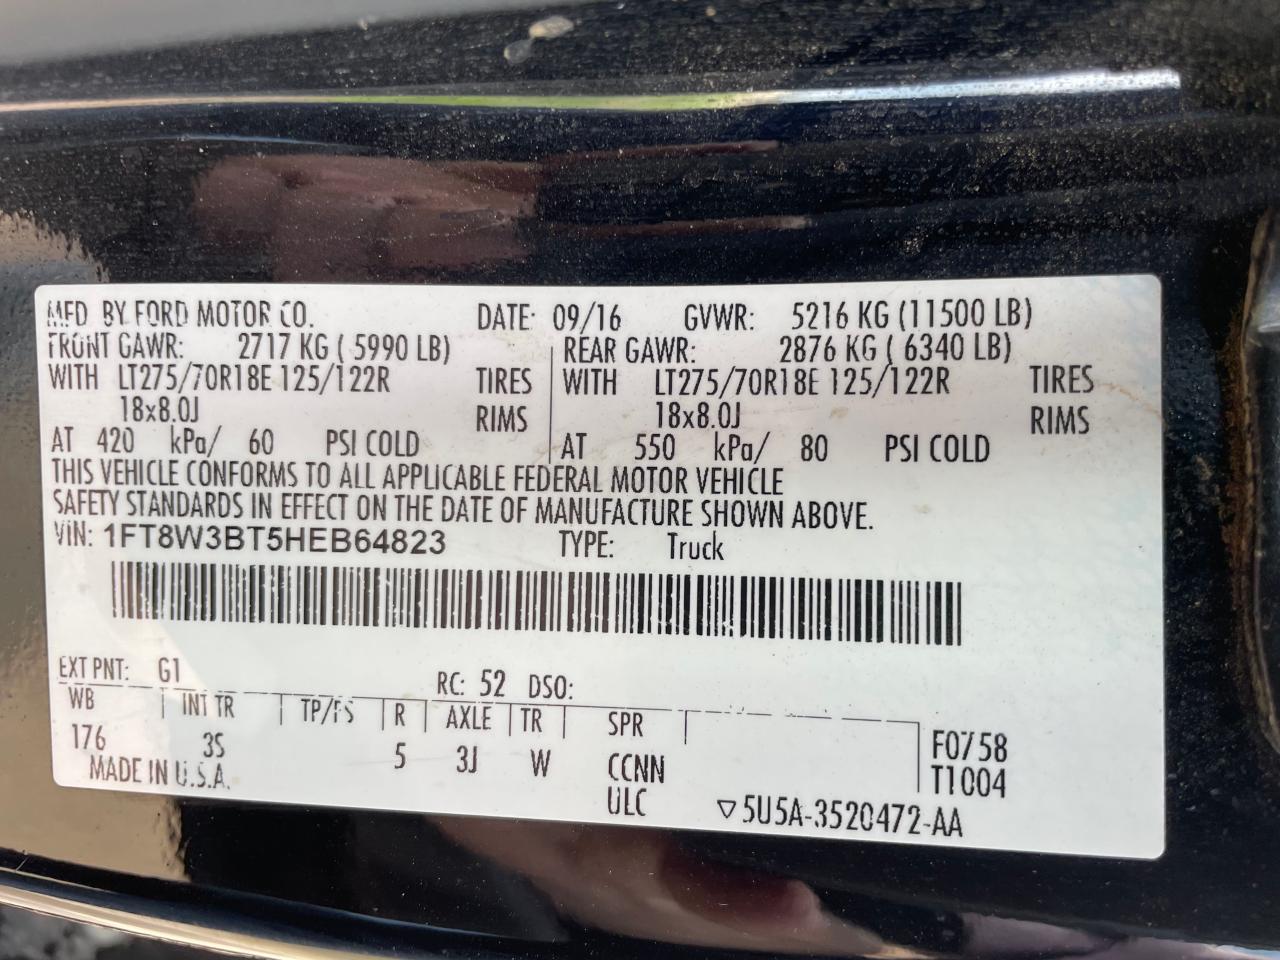 MFD. BY FORD MOTOR CO. DATE: 09/16 GVWR: 5216 KG (11500 LB)
FRONT GAWR: 2717 KG ( 5990 LB) REAR GAWR: 2876 KG ( 6340 LB)
WITH LT275/70R18E 125/122R TIRES WITH LT275/70R18E 125/122R TIRES
18x8.0J RIMS 18x8.0J RIMS
AT 420 kPa/ 60 PSI COLD AT 550 kPa/ 80 PSI COLD
THIS VEHICLE CONFORMS TO ALL APPLICABLE FEDERAL MOTOR VEHICLE
SAFETY STANDARDS IN EFFECT ON THE DATE OF MANUFACTURE SHOWN ABOVE.
VIN: 1FT8W3BT5HEB64823 TYPE: Truck
EXT PNT: G1 RC: 52 DSO:
WB INT TR TP/PS R AXLE TR SPR
176 3S 5 3J W CCNN F0758
MADE IN U.S.A. ULC T1004
5U5A-3520472-AA